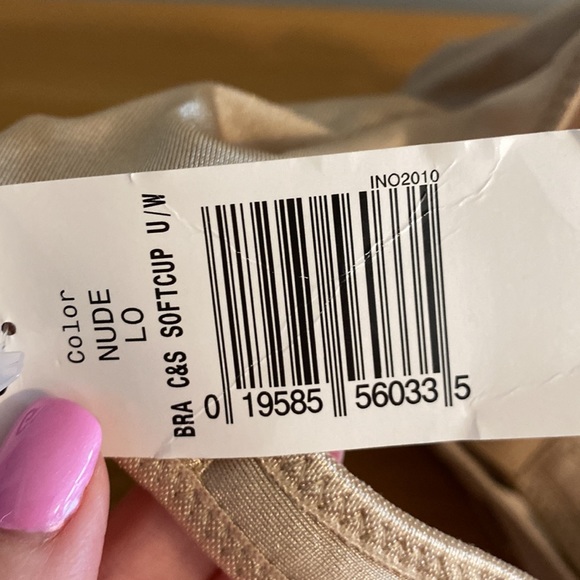 Color
NUDE
LO
BRA C&S SOFTCUP U/W
INO2010
0 19585 56033 5